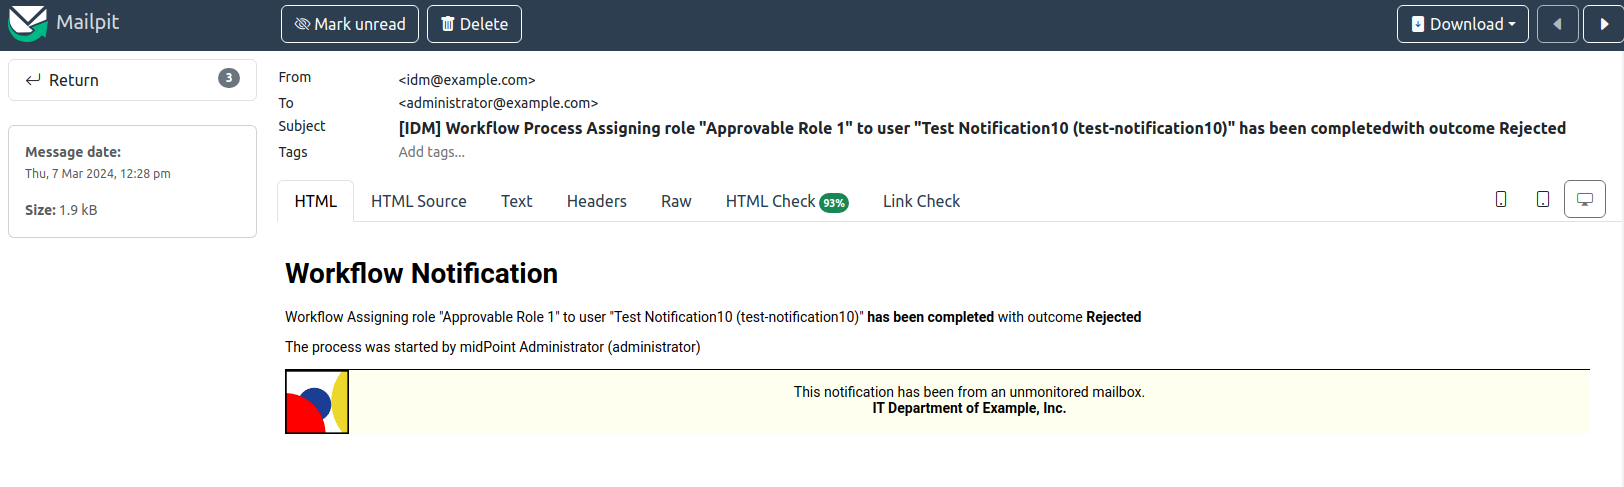 Mailpit
Mark unread
Delete
Download
Return
3
Message date:
Thu, 7 Mar 2024, 12:28 pm
Size: 1.9 kB
From <idm@example.com>
To <administrator@example.com>
Subject [IDM] Workflow Process Assigning role "Approvable Role 1" to user "Test Notification10 (test-notification10)" has been completedwith outcome Rejected
Tags Add tags...
HTML HTML Source Text Headers Raw HTML Check 93% Link Check
Workflow Notification
Workflow Assigning role "Approvable Role 1" to user "Test Notification10 (test-notification10)" has been completed with outcome Rejected
The process was started by midPoint Administrator (administrator)
This notification has been from an unmonitored mailbox.
IT Department of Example, Inc.